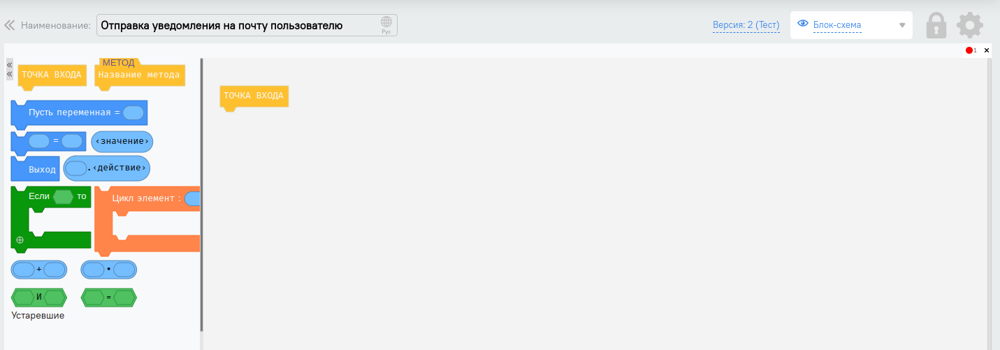 Наименование: Отправка уведомления на почту пользователю Рус Версия: 2 (Тест) Блок-схема
1 ×
МЕТОД
ТОЧКА ВХОДА Название метода
ТОЧКА ВХОДА
Пусть переменная =
= ‹значение›
Выход .‹действие›
Если то Цикл элемент :
+ •
И =
Устаревшие